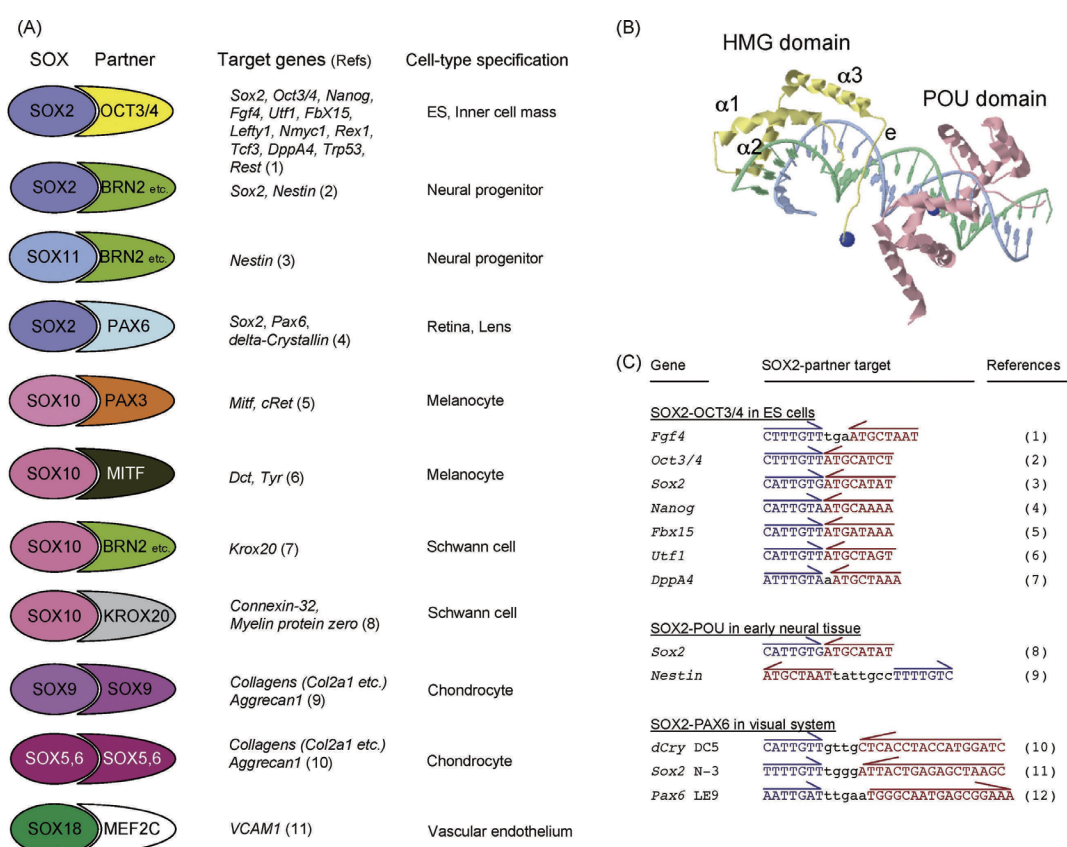 (A)
SOX Partner Target genes (Refs) Cell-type specification
SOX2 OCT3/4 Sox2, Oct3/4, Nanog, Fgf4, Utf1, FbX15, Lefty1, Nmyc1, Rex1, Tcf3, DppA4, Trp53, Rest (1) ES, Inner cell mass
SOX2 BRN2 etc. Sox2, Nestin (2) Neural progenitor
SOX11 BRN2 etc. Nestin (3) Neural progenitor
SOX2 PAX6 Sox2, Pax6, delta-Crystallin (4) Retina, Lens
SOX10 PAX3 Mitf, cRet (5) Melanocyte
SOX10 MITF Dct, Tyr (6) Melanocyte
SOX10 BRN2 etc. Krox20 (7) Schwann cell
SOX10 KROX20 Connexin-32, Myelin protein zero (8) Schwann cell
SOX9 SOX9 Collagens (Col2a1 etc.) Aggrecan1 (9) Chondrocyte
SOX5,6 SOX5,6 Collagens (Col2a1 etc.) Aggrecan1 (10) Chondrocyte
SOX18 MEF2C VCAM1 (11) Vascular endothelium
(B)
HMG domain
α3
α1
α2
e
POU domain
(C)
Gene SOX2-partner target References
SOX2-OCT3/4 in ES cells
Fgf4 CTTTGTTtgaATGCTAAT (1)
Oct3/4 CTTTGTTATGCATCT (2)
Sox2 CATTGTGATGCATAT (3)
Nanog CATTGTAATGCAAAA (4)
Fbx15 CATTGTTATGATAAA (5)
Utf1 CATTGTTATGCTAGT (6)
DppA4 ATTTGTAaATGCTAAA (7)
SOX2-POU in early neural tissue
Sox2 CATTGTGATGCATAT (8)
Nestin ATGCTAATtattgccTTTTGTC (9)
SOX2-PAX6 in visual system
dCry DC5 CATTGTTgttgCTCACCTACCATGGATC (10)
Sox2 N-3 TTTTGTTtgggATTACTGAGAGCTAAGC (11)
Pax6 LE9 AATTGATttgaaTGGGCAATGAGCGGAAA (12)